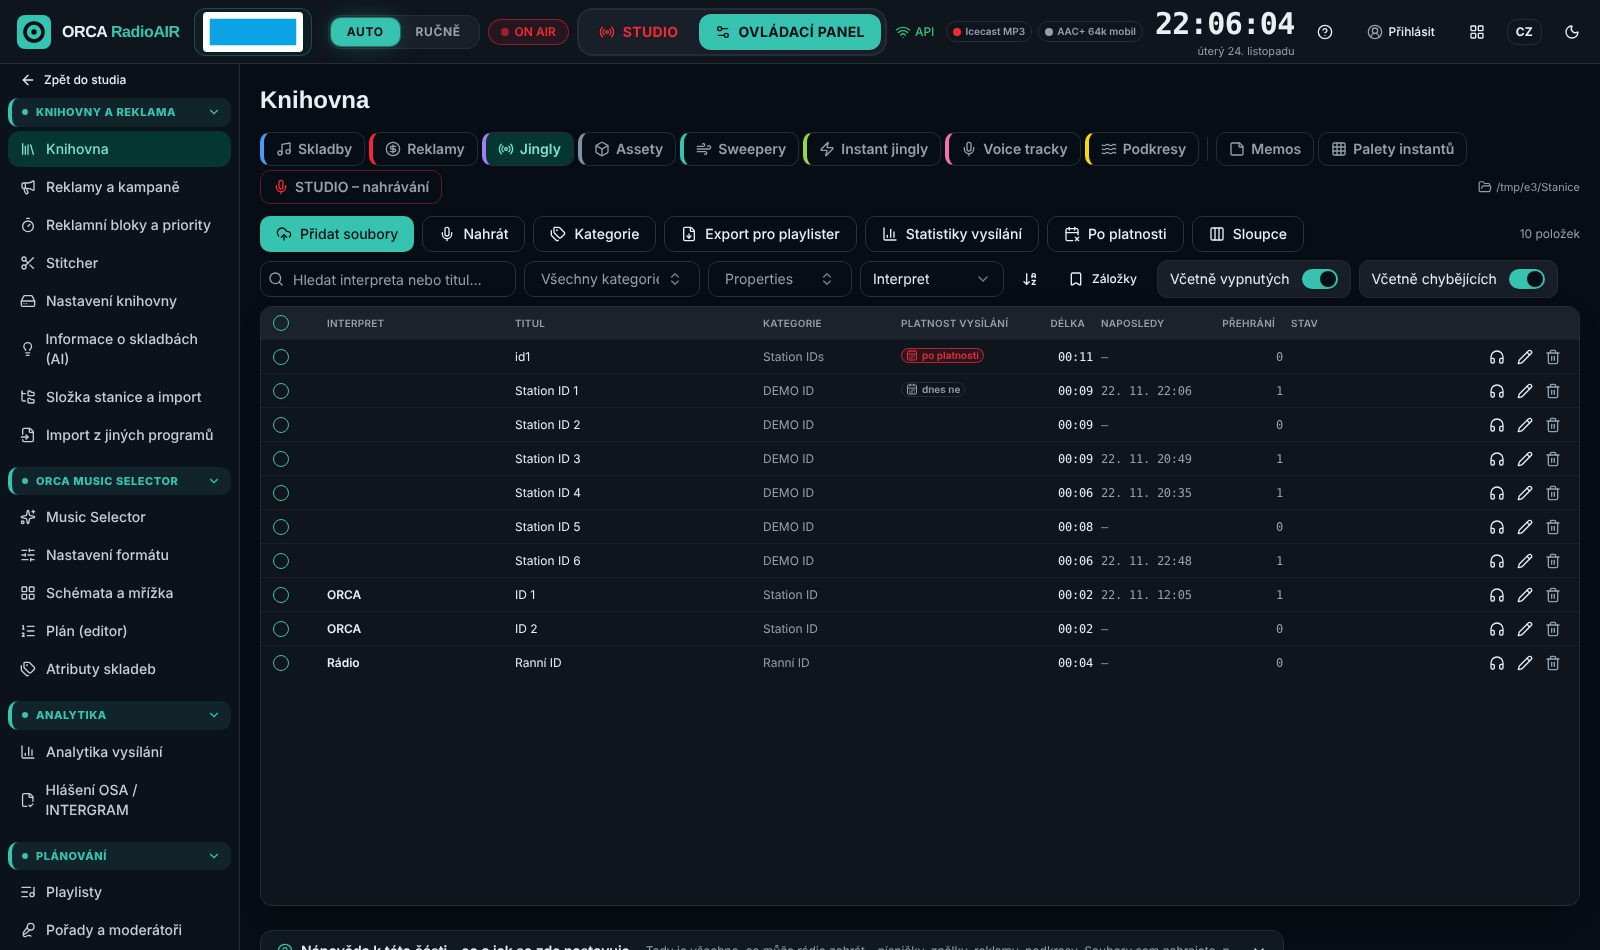 ORCA RadioAIR AUTO RUČNĚ ON AIR STUDIO OVLÁDACÍ PANEL API Icecast MP3 AAC+ 64k mobil 22:06:04 Přihlásit CZ
úterý 24. listopadu
Zpět do studia
KNIHOVNY A REKLAMA
Knihovna
Reklamy a kampaně
Reklamní bloky a priority
Stitcher
Nastavení knihovny
Informace o skladbách
(AI)
Složka stanice a import
Import z jiných programů
ORCA MUSIC SELECTOR
Music Selector
Nastavení formátu
Schémata a mřížka
Plán (editor)
Atributy skladeb
ANALYTIKA
Analytika vysílání
Hlášení OSA /
INTERGRAM
PLÁNOVÁNÍ
Playlisty
Pořady a moderátoři
Knihovna
Skladby Reklamy Jingly Assety Sweepery Instant jingly Voice tracky Podkresy Memos Palety instantů
STUDIO – nahrávání /tmp/e3/Stanice
Přidat soubory Nahrát Kategorie Export pro playlister Statistiky vysílání Po platnosti Sloupce 10 položek
Hledat interpreta nebo titul... Všechny kategorie Properties Interpret Záložky Včetně vypnutých Včetně chybějících
INTERPRET TITUL KATEGORIE PLATNOST VYSÍLÁNÍ DÉLKA NAPOSLEDY PŘEHRÁNÍ STAV
id1 Station IDs po platnosti 00:11 – 0
Station ID 1 DEMO ID dnes ne 00:09 22. 11. 22:06 1
Station ID 2 DEMO ID 00:09 – 0
Station ID 3 DEMO ID 00:09 22. 11. 20:49 1
Station ID 4 DEMO ID 00:06 22. 11. 20:35 1
Station ID 5 DEMO ID 00:08 – 0
Station ID 6 DEMO ID 00:06 22. 11. 22:48 1
ORCA ID 1 Station ID 00:02 22. 11. 12:05 1
ORCA ID 2 Station ID 00:02 – 0
Rádio Ranní ID Ranní ID 00:04 – 0